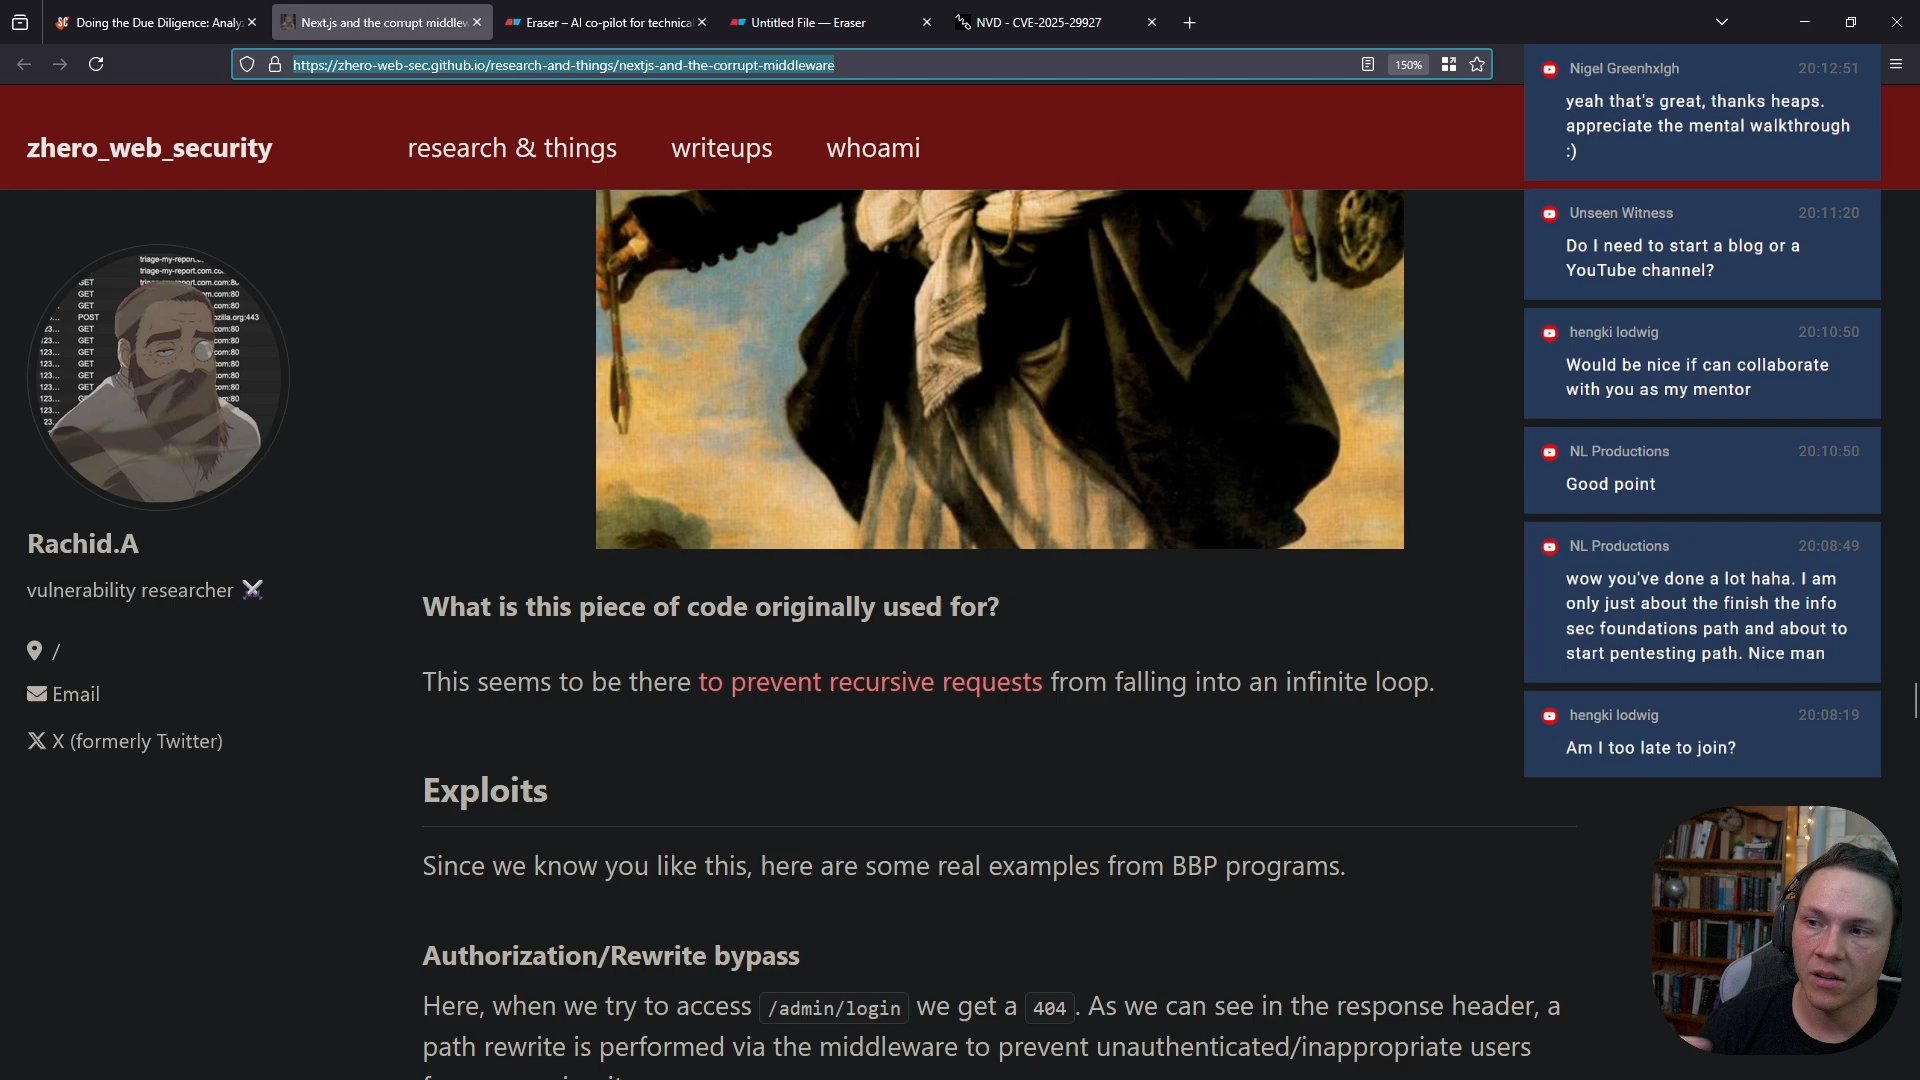 Doing the Due Diligence: Analy
Next.js and the corrupt middlew
Eraser – AI co-pilot for technica
Untitled File — Eraser
NVD - CVE-2025-29927
https://zhero-web-sec.github.io/research-and-things/nextjs-and-the-corrupt-middleware
150%
zhero_web_security
research & things
writeups
whoami
Rachid.A
vulnerability researcher
/
Email
X (formerly Twitter)
What is this piece of code originally used for?
This seems to be there to prevent recursive requests from falling into an infinite loop.
Exploits
Since we know you like this, here are some real examples from BBP programs.
Authorization/Rewrite bypass
Here, when we try to access /admin/login we get a 404. As we can see in the response header, a
path rewrite is performed via the middleware to prevent unauthenticated/inappropriate users
Nigel Greenhxlgh 20:12:51
yeah that's great, thanks heaps.
appreciate the mental walkthrough
:)
Unseen Witness 20:11:20
Do I need to start a blog or a
YouTube channel?
hengki lodwig 20:10:50
Would be nice if can collaborate
with you as my mentor
NL Productions 20:10:50
Good point
NL Productions 20:08:49
wow you've done a lot haha. I am
only just about the finish the info
sec foundations path and about to
start pentesting path. Nice man
hengki lodwig 20:08:19
Am I too late to join?